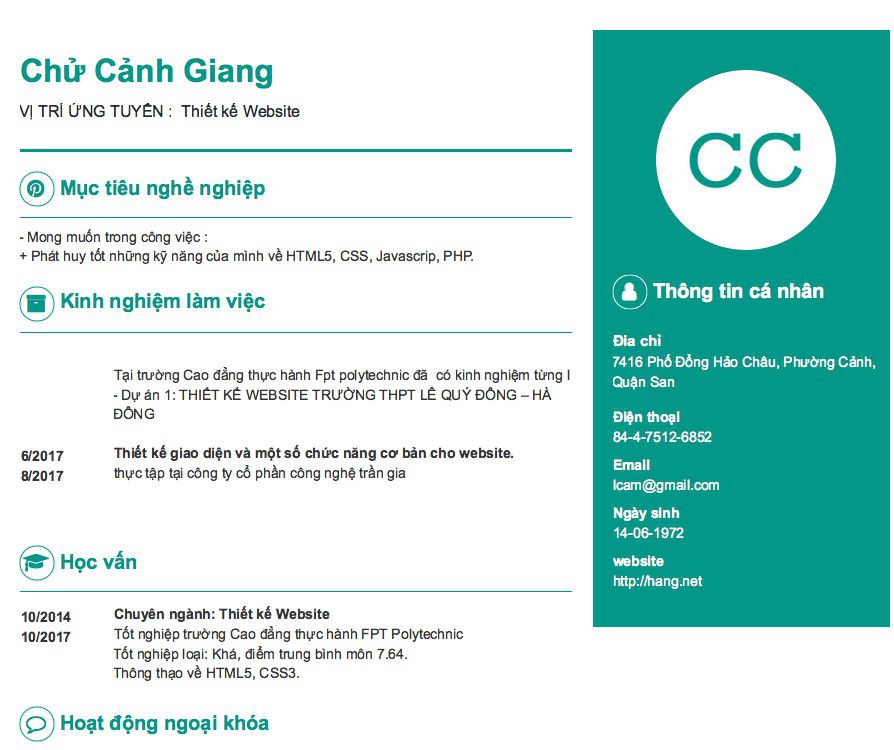 Chử Cảnh Giang
VỊ TRÍ ỨNG TUYỂN : Thiết kế Website
Mục tiêu nghề nghiệp
- Mong muốn trong công việc :
+ Phát huy tốt những kỹ năng của mình về HTML5, CSS, Javascrip, PHP.
Kinh nghiệm làm việc
Tại trường Cao đẳng thực hành Fpt polytechnic đã có kinh nghiệm từng l
- Dự án 1: THIẾT KẾ WEBSITE TRƯỜNG THPT LÊ QUÝ ĐÔNG – HÀ
ĐÔNG
6/2017
8/2017
Thiết kế giao diện và một số chức năng cơ bản cho website.
thực tập tại công ty cổ phần công nghệ trần gia
Học vấn
10/2014
10/2017
Chuyên ngành: Thiết kế Website
Tốt nghiệp trường Cao đẳng thực hành FPT Polytechnic
Tốt nghiệp loại: Khá, điểm trung bình môn 7.64.
Thông thạo về HTML5, CSS3.
Hoạt động ngoại khóa
CC
Thông tin cá nhân
Địa chỉ
7416 Phố Đổng Hảo Châu, Phường Cảnh,
Quận San
Điện thoại
84-4-7512-6852
Email
lcam@gmail.com
Ngày sinh
14-06-1972
website
http://hang.net